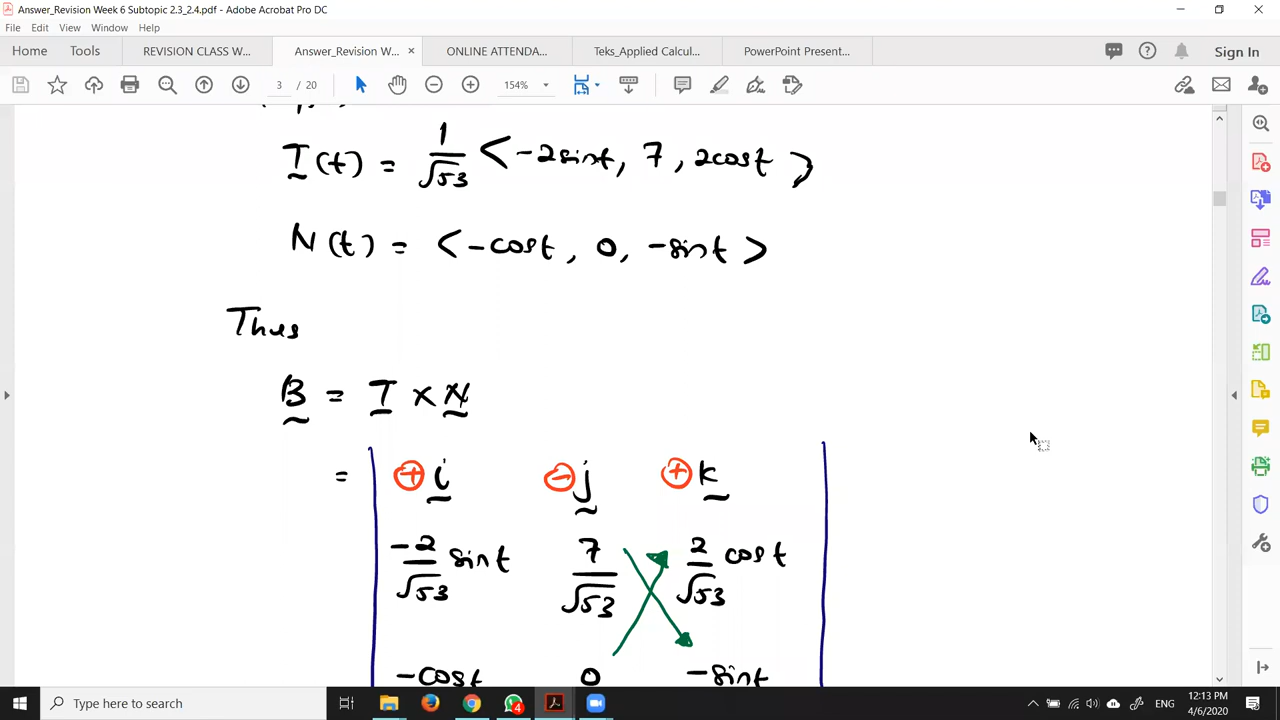 Answer_Revision Week 6 Subtopic 2.3_2.4.pdf - Adobe Acrobat Pro DC
File Edit View Window Help
Home Tools REVISION CLASS W... Answer_Revision W... × ONLINE ATTENDA... Teks_Applied Calcul... PowerPoint Present... Sign In
3 / 20 154%
T(t) = 1/√53 < -2sint, 7, 2cost >
N(t) = < -cost, 0, -sint >
Thus
B = T × N
= + i - j + k
-2/√53 sint 7/√53 2/√53 cost
-cost 0 -sint
Type here to search 4 ENG 12:13 PM
4/6/2020